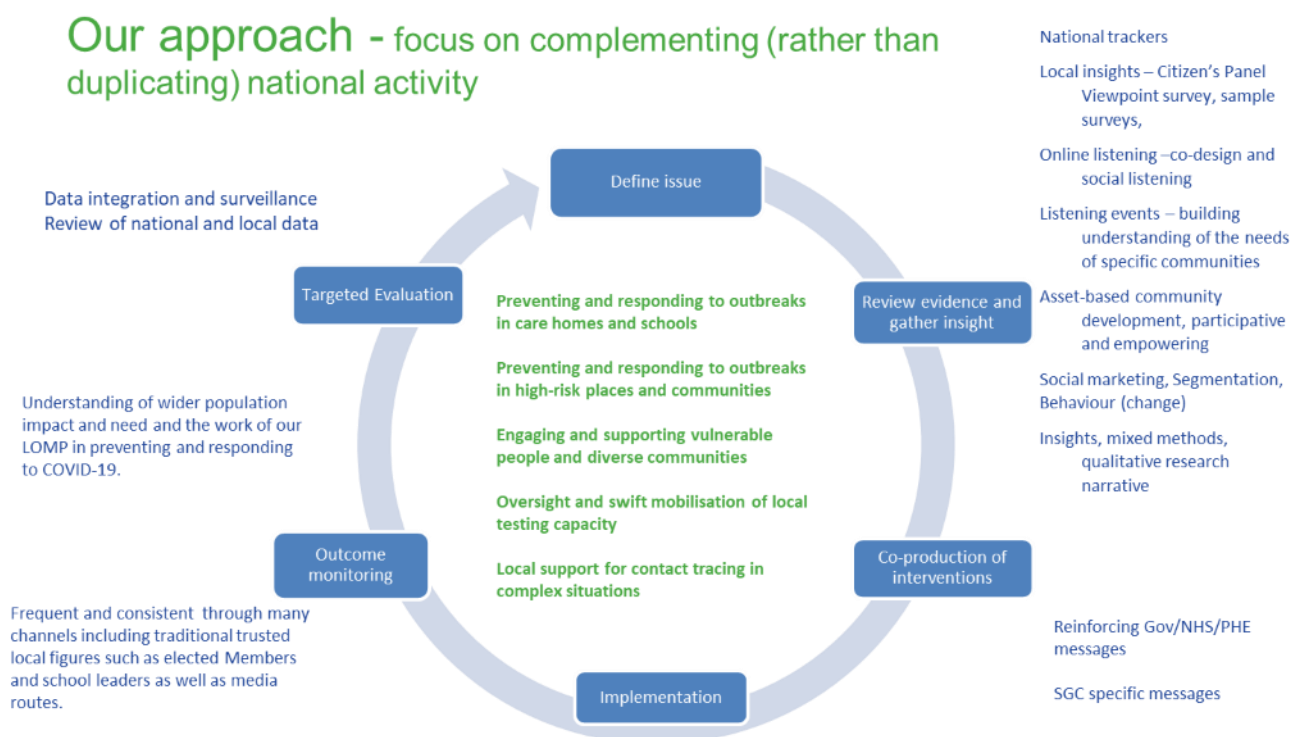 Our approach - focus on complementing (rather than
duplicating) national activity
National trackers
Local insights – Citizen's Panel
Viewpoint survey, sample
surveys,
Online listening –co-design and
social listening
Listening events – building
understanding of the needs
of specific communities
Asset-based community
development, participative
and empowering
Social marketing, Segmentation,
Behaviour (change)
Insights, mixed methods,
qualitative research
narrative
Define issue
Data integration and surveillance
Review of national and local data
Targeted Evaluation
Review evidence and
gather insight
Preventing and responding to outbreaks
in care homes and schools
Preventing and responding to outbreaks
in high-risk places and communities
Engaging and supporting vulnerable
people and diverse communities
Oversight and swift mobilisation of local
testing capacity
Local support for contact tracing in
complex situations
Understanding of wider population
impact and need and the work of our
LOMP in preventing and responding
to COVID-19.
Outcome
monitoring
Co-production of
interventions
Frequent and consistent through many
channels including traditional trusted
local figures such as elected Members
and school leaders as well as media
routes.
Implementation
Reinforcing Gov/NHS/PHE
messages
SGC specific messages